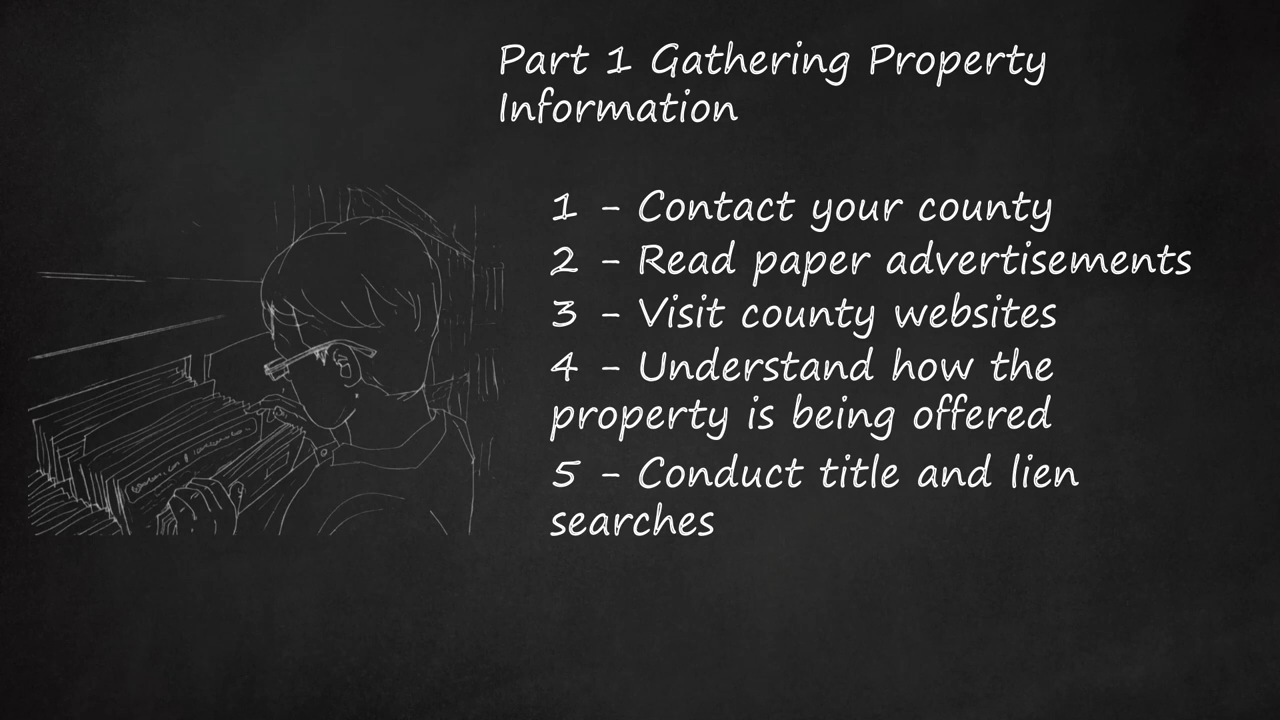 Part 1 Gathering Property
Information
1 - Contact your county
2 - Read paper advertisements
3 - Visit county websites
4 - Understand how the
property is being offered
5 - Conduct title and lien
searches